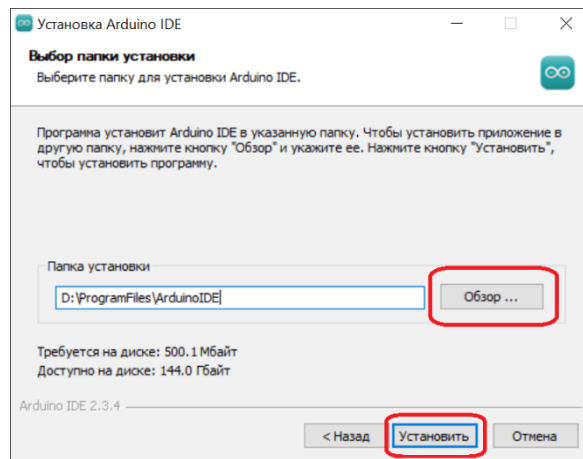 Установка Arduino IDE
Выбор папки установки
Выберите папку для установки Arduino IDE.
Программа установит Arduino IDE в указанную папку. Чтобы установить приложение в
другую папку, нажмите кнопку "Обзор" и укажите ее. Нажмите кнопку "Установить",
чтобы установить программу.
Папка установки
D:\ProgramFiles\ArduinoIDE
Обзор ...
Требуется на диске: 500.1 Мбайт
Доступно на диске: 144.0 Гбайт
Arduino IDE 2.3.4
< Назад
Установить
Отмена